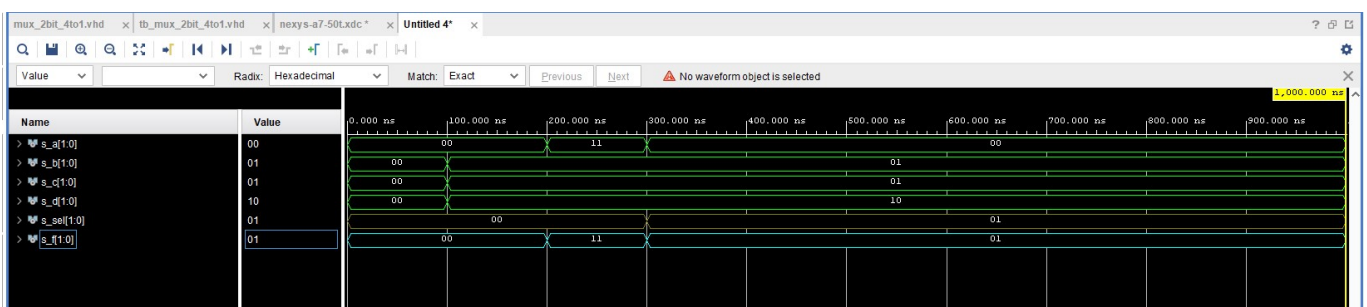 mux_2bit_4to1.vhd × tb_mux_2bit_4to1.vhd × nexys-a7-50t.xdc * × Untitled 4* ×
Value Radix: Hexadecimal Match: Exact Previous Next No waveform object is selected
1,000.000 ns
Name Value 0.000 ns 100.000 ns 200.000 ns 300.000 ns 400.000 ns 500.000 ns 600.000 ns 700.000 ns 800.000 ns 900.000 ns
s_a[1:0] 00 00 11 00
s_b[1:0] 01 00 01
s_c[1:0] 01 00 01
s_d[1:0] 10 00 10
s_sel[1:0] 01 00 01
s_f[1:0] 01 00 11 01